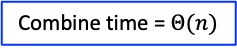 Combine time = Θ(n)